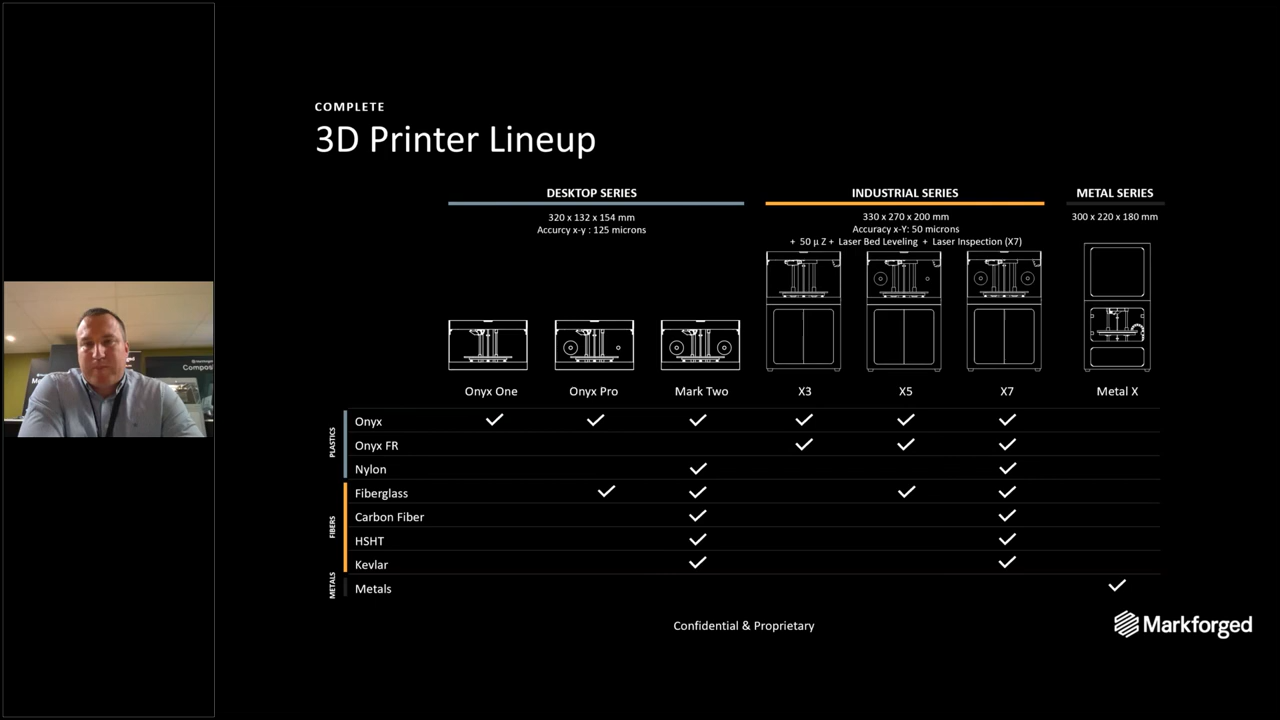 COMPLETE
3D Printer Lineup
DESKTOP SERIES
320 x 132 x 154 mm
Accurcy x-y : 125 microns
INDUSTRIAL SERIES
330 x 270 x 200 mm
Accuracy x-Y: 50 microns
+ 50 µ Z + Laser Bed Leveling + Laser Inspection (X7)
METAL SERIES
300 x 220 x 180 mm
Onyx One
Onyx Pro
Mark Two
X3
X5
X7
Metal X
PLASTICS
Onyx
Onyx FR
Nylon
FIBERS
Fiberglass
Carbon Fiber
HSHT
Kevlar
METALS
Metals
Confidential & Proprietary
Markforged